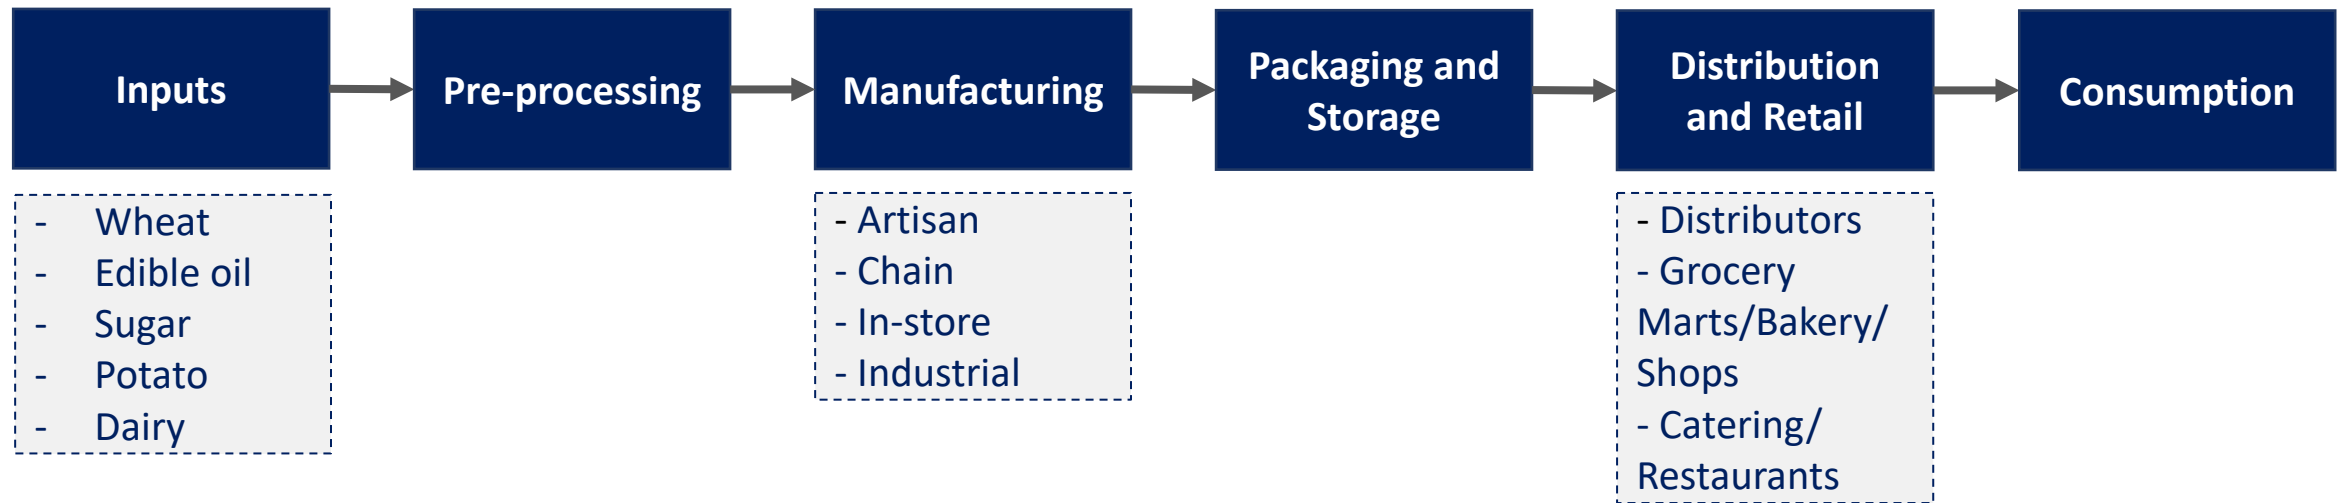 Inputs
Pre-processing
Manufacturing
Packaging and
Storage
Distribution
and Retail
Consumption
- Wheat
- Edible oil
- Sugar
- Potato
- Dairy
- Artisan
- Chain
- In-store
- Industrial
- Distributors
- Grocery
Marts/Bakery/
Shops
- Catering/
Restaurants